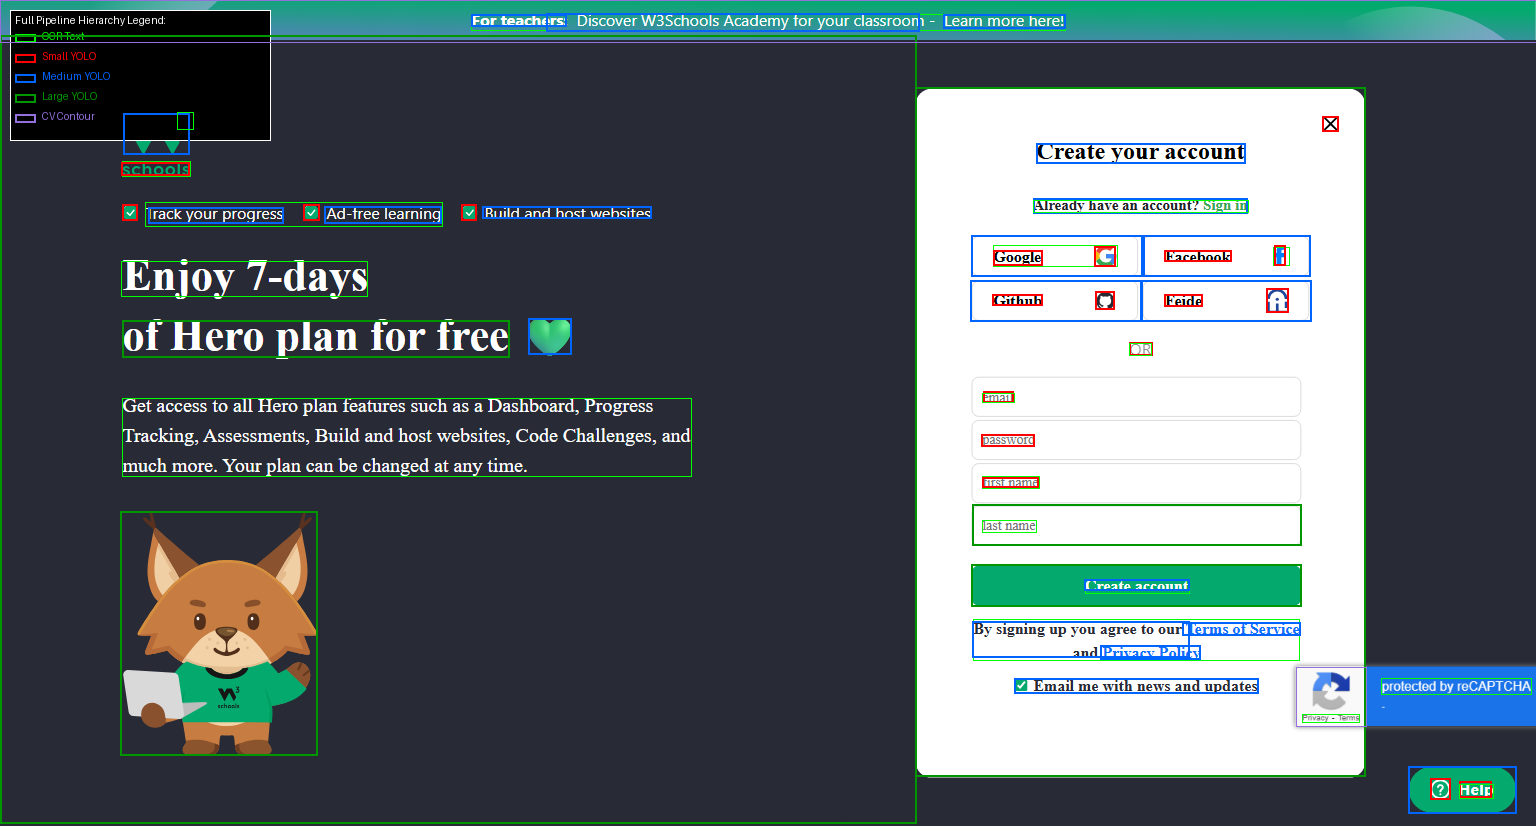 For teachers: Discover W3Schools Academy for your classroom - Learn more here!
Full Pipeline Hierarchy Legend:
OCR Text
Small YOLO
Medium YOLO
Large YOLO
CV Contour
schools
Track your progress
Ad-free learning
Build and host websites
Enjoy 7-days
of Hero plan for free
Get access to all Hero plan features such as a Dashboard, Progress
Tracking, Assessments, Build and host websites, Code Challenges, and
much more. Your plan can be changed at any time.
W3
schools
Create your account
Already have an account? Sign in
Google
Facebook
Github
Feide
OR
email
password
first name
last name
Create account
By signing up you agree to our Terms of Service
and Privacy Policy
Email me with news and updates
protected by reCAPTCHA
-
Privacy - Terms
Help